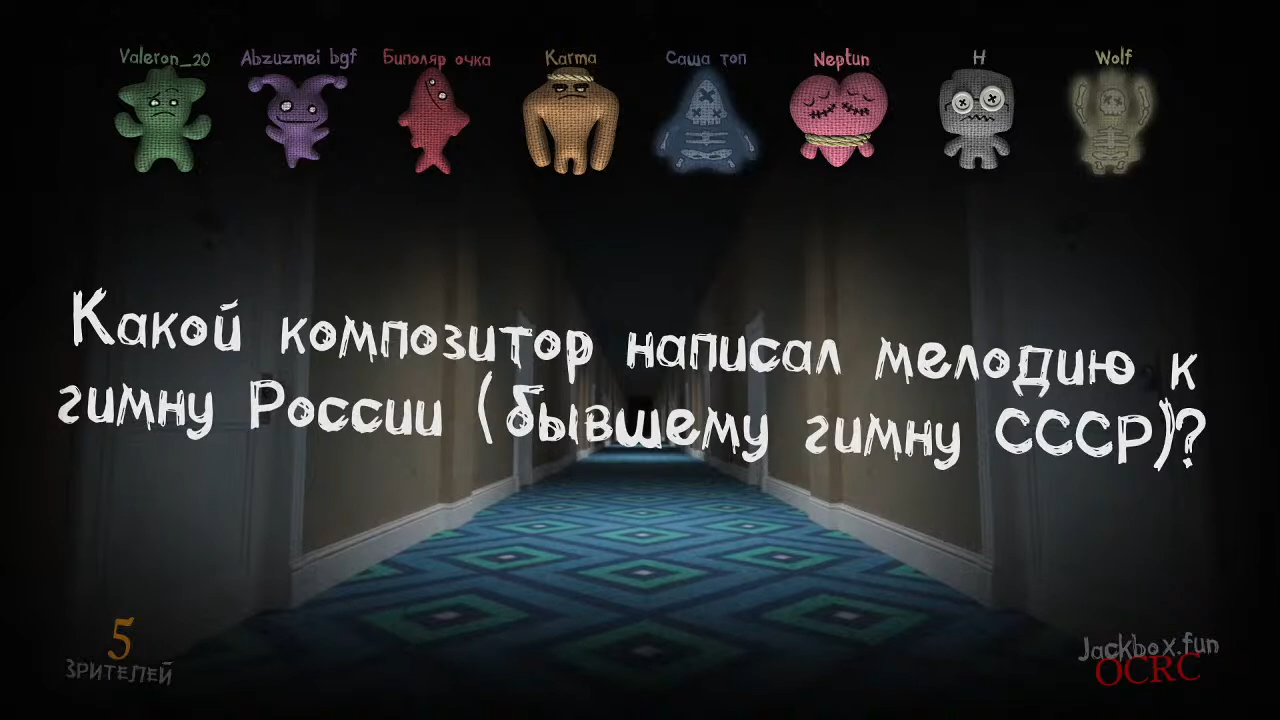 Valeron_20 Abzuzmei bgf Биполяр очка Karma Саша топ Neptun Н Wolf
Какой композитор написал мелодию к
гимну России (бывшему гимну СССР)?
5
ЗРИТЕЛЕЙ
Jackbox.fun
OCRC